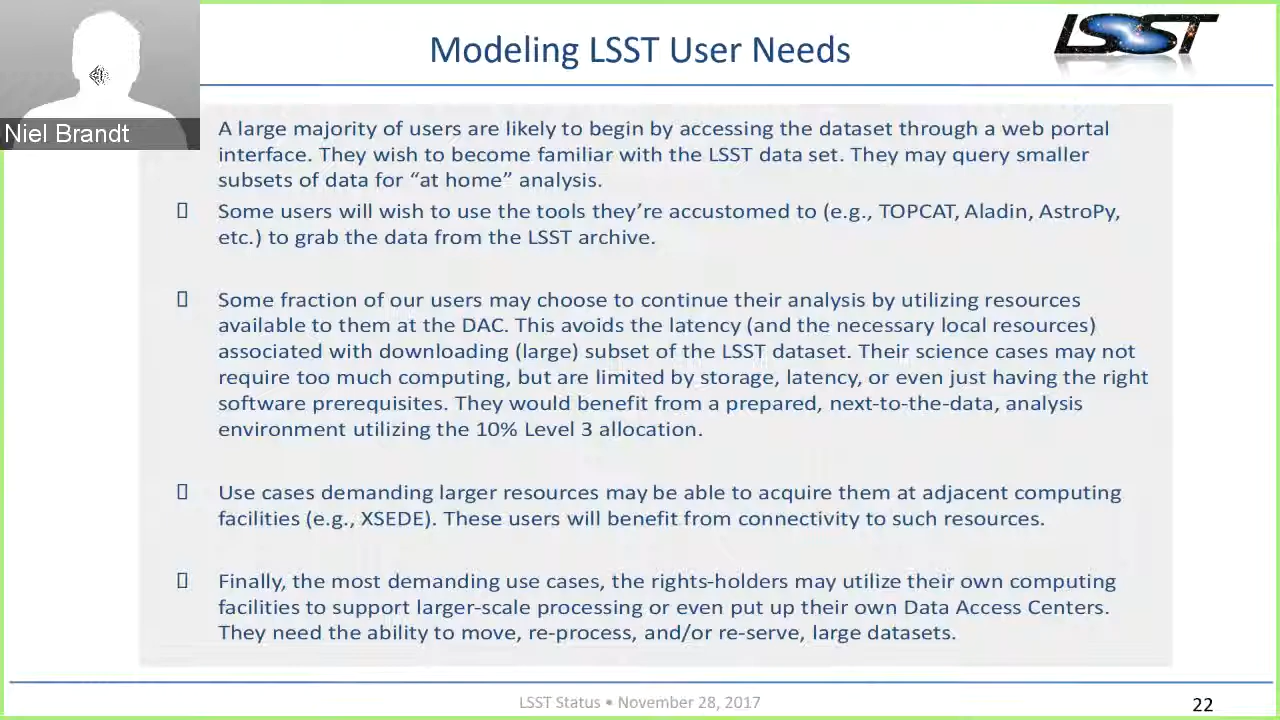 Modeling LSST User Needs
LSST
Niel Brandt
A large majority of users are likely to begin by accessing the dataset through a web portal
interface. They wish to become familiar with the LSST data set. They may query smaller
subsets of data for “at home” analysis.
Some users will wish to use the tools they’re accustomed to (e.g., TOPCAT, Aladin, AstroPy,
etc.) to grab the data from the LSST archive.
Some fraction of our users may choose to continue their analysis by utilizing resources
available to them at the DAC. This avoids the latency (and the necessary local resources)
associated with downloading (large) subset of the LSST dataset. Their science cases may not
require too much computing, but are limited by storage, latency, or even just having the right
software prerequisites. They would benefit from a prepared, next-to-the-data, analysis
environment utilizing the 10% Level 3 allocation.
Use cases demanding larger resources may be able to acquire them at adjacent computing
facilities (e.g., XSEDE). These users will benefit from connectivity to such resources.
Finally, the most demanding use cases, the rights-holders may utilize their own computing
facilities to support larger-scale processing or even put up their own Data Access Centers.
They need the ability to move, re-process, and/or re-serve, large datasets.
LSST Status • November 28, 2017
22